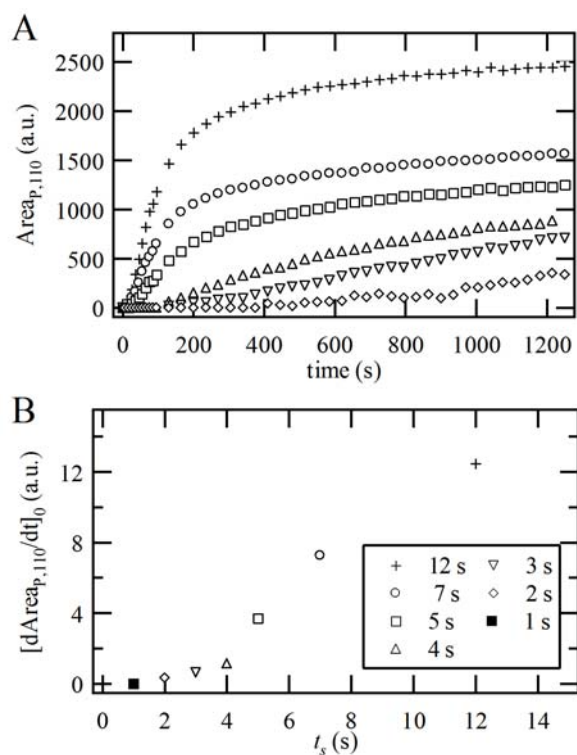 A
2500
2000
1500
1000
500
0
Area_P,110 (a.u.)
0 200 400 600 800 1000 1200
time (s)
B
12
8
4
0
[dArea_P,110/dt]_0 (a.u.)
12 s 3 s
7 s 2 s
5 s 1 s
4 s
0 2 4 6 8 10 12 14
t_s (s)